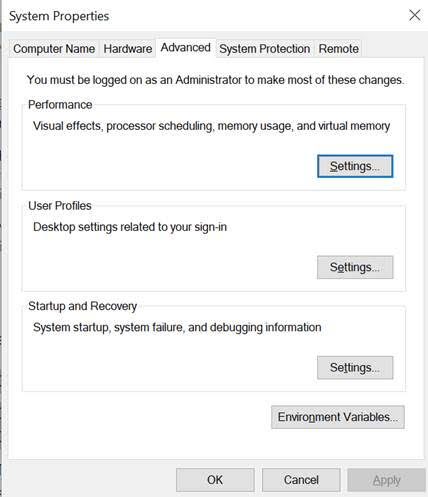 System Properties
Computer Name Hardware Advanced System Protection Remote
You must be logged on as an Administrator to make most of these changes.
Performance
Visual effects, processor scheduling, memory usage, and virtual memory
Settings...
User Profiles
Desktop settings related to your sign-in
Settings...
Startup and Recovery
System startup, system failure, and debugging information
Settings...
Environment Variables...
OK Cancel Apply